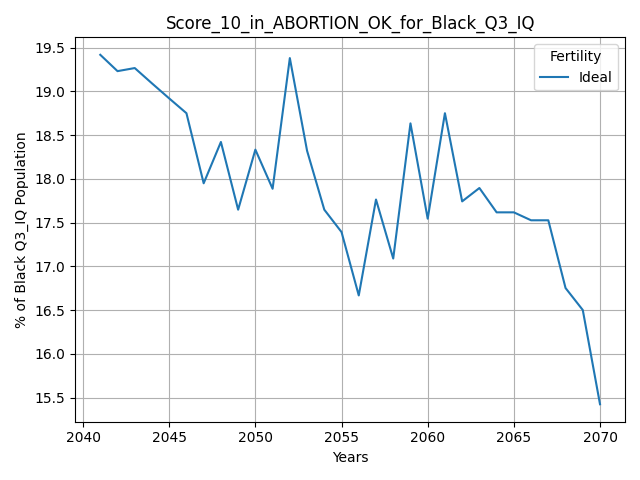 Score_10_in_ABORTION_OK_for_Black_Q3_IQ
Fertility
Ideal
% of Black Q3_IQ Population
19.5
19.0
18.5
18.0
17.5
17.0
16.5
16.0
15.5
2040 2045 2050 2055 2060 2065 2070
Years